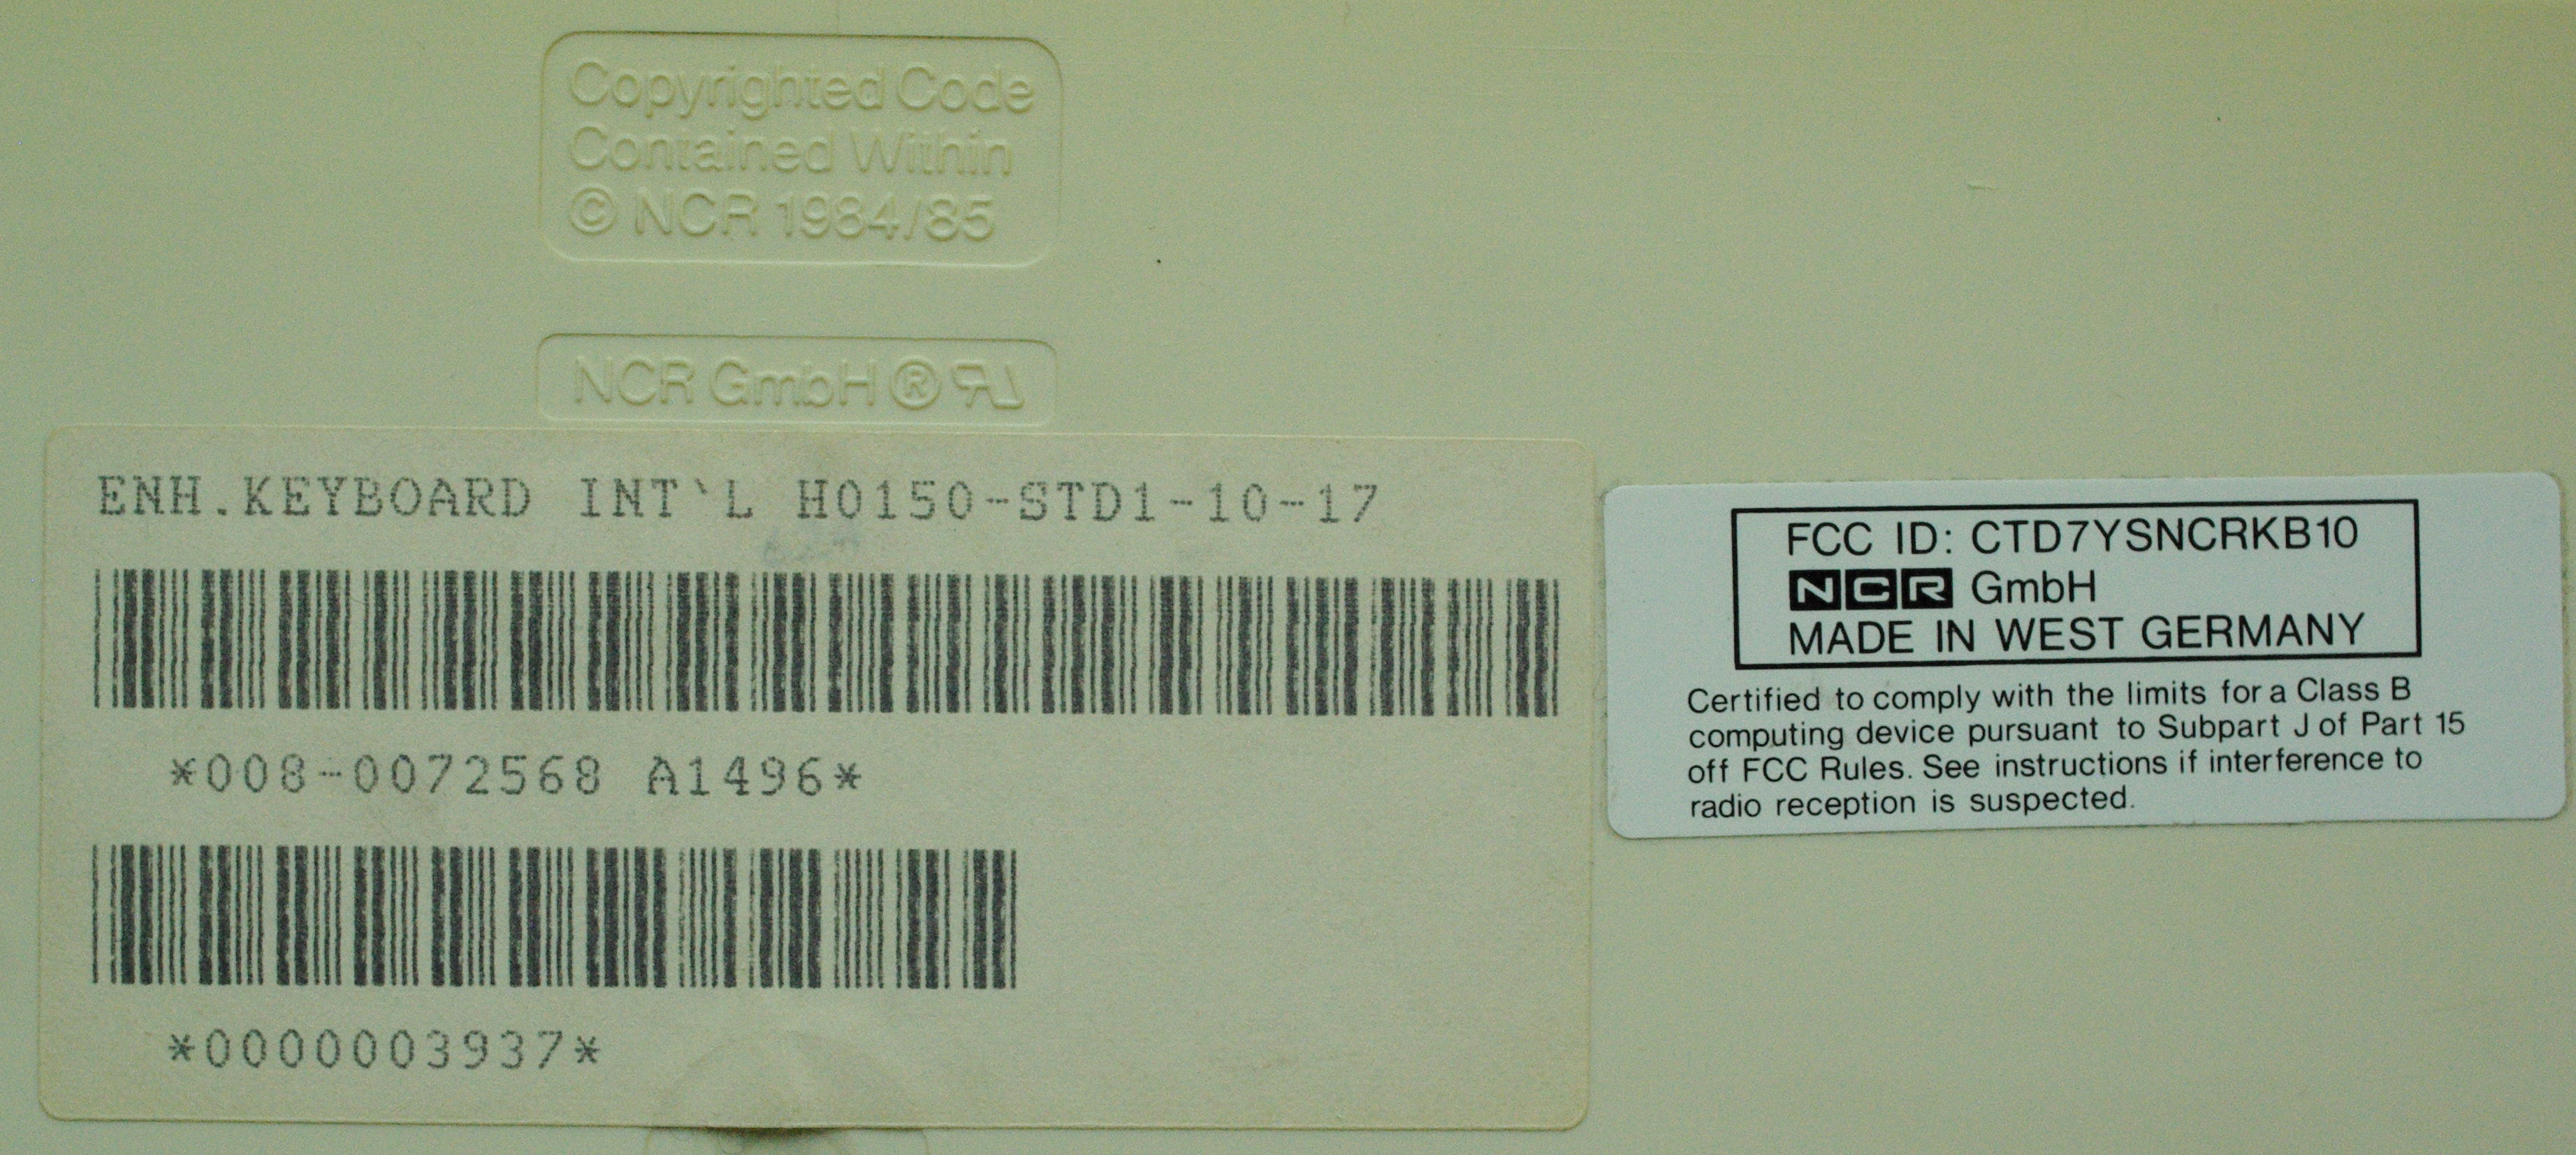 Copyrighted Code
Contained Within
© NCR 1984/85
NCR GmbH ®
ENH.KEYBOARD INT`L H0150-STD1-10-17
*008-0072568 A1496*
*0000003937*
FCC ID: CTD7YSNCRKB10
NCR GmbH
MADE IN WEST GERMANY
Certified to comply with the limits for a Class B
computing device pursuant to Subpart J of Part 15
off FCC Rules. See instructions if interference to
radio reception is suspected.